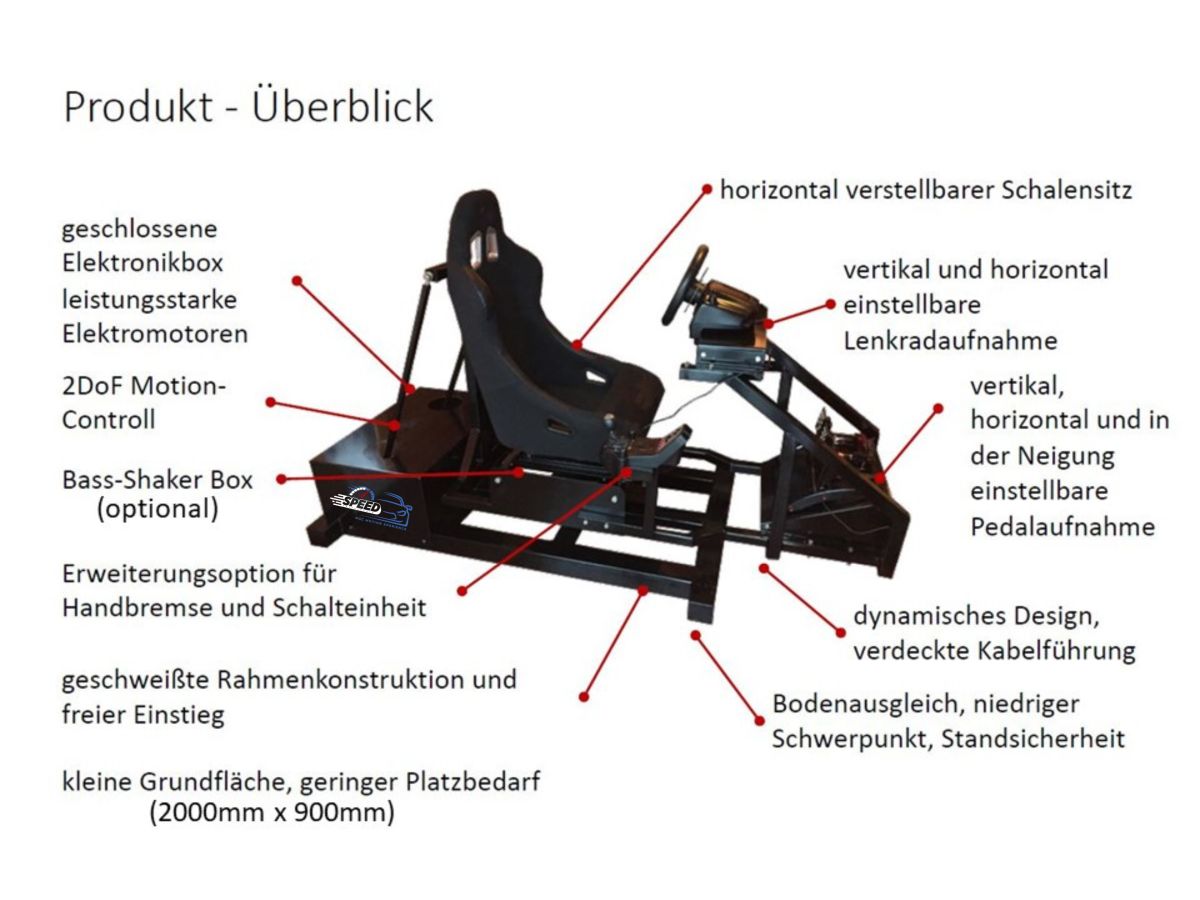 Produkt - Überblick
horizontal verstellbarer Schalensitz
geschlossene
Elektronikbox
leistungsstarke
Elektromotoren
vertikal und horizontal
einstellbare
Lenkradaufnahme
2DoF Motion-
Controll
vertikal,
horizontal und in
der Neigung
einstellbare
Pedalaufnahme
Bass-Shaker Box
(optional)
SPEED
Erweiterungsoption für
Handbremse und Schalteinheit
dynamisches Design,
verdeckte Kabelführung
geschweißte Rahmenkonstruktion und
freier Einstieg
Bodenausgleich, niedriger
Schwerpunkt, Standsicherheit
kleine Grundfläche, geringer Platzbedarf
(2000mm x 900mm)